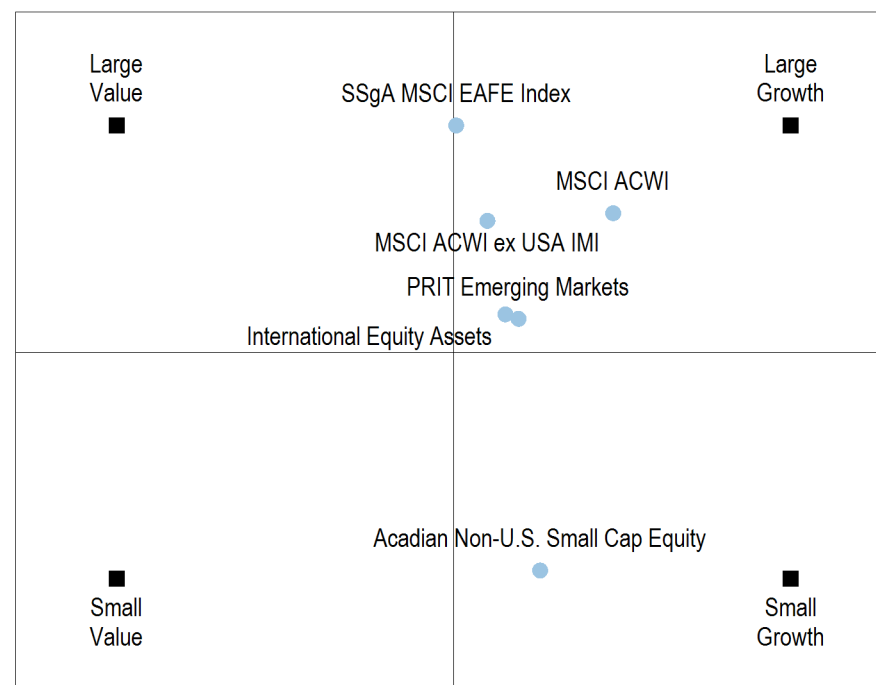 Large
Value
Large
Growth
SSgA MSCI EAFE Index
MSCI ACWI
MSCI ACWI ex USA IMI
PRIT Emerging Markets
International Equity Assets
Acadian Non-U.S. Small Cap Equity
Small
Value
Small
Growth